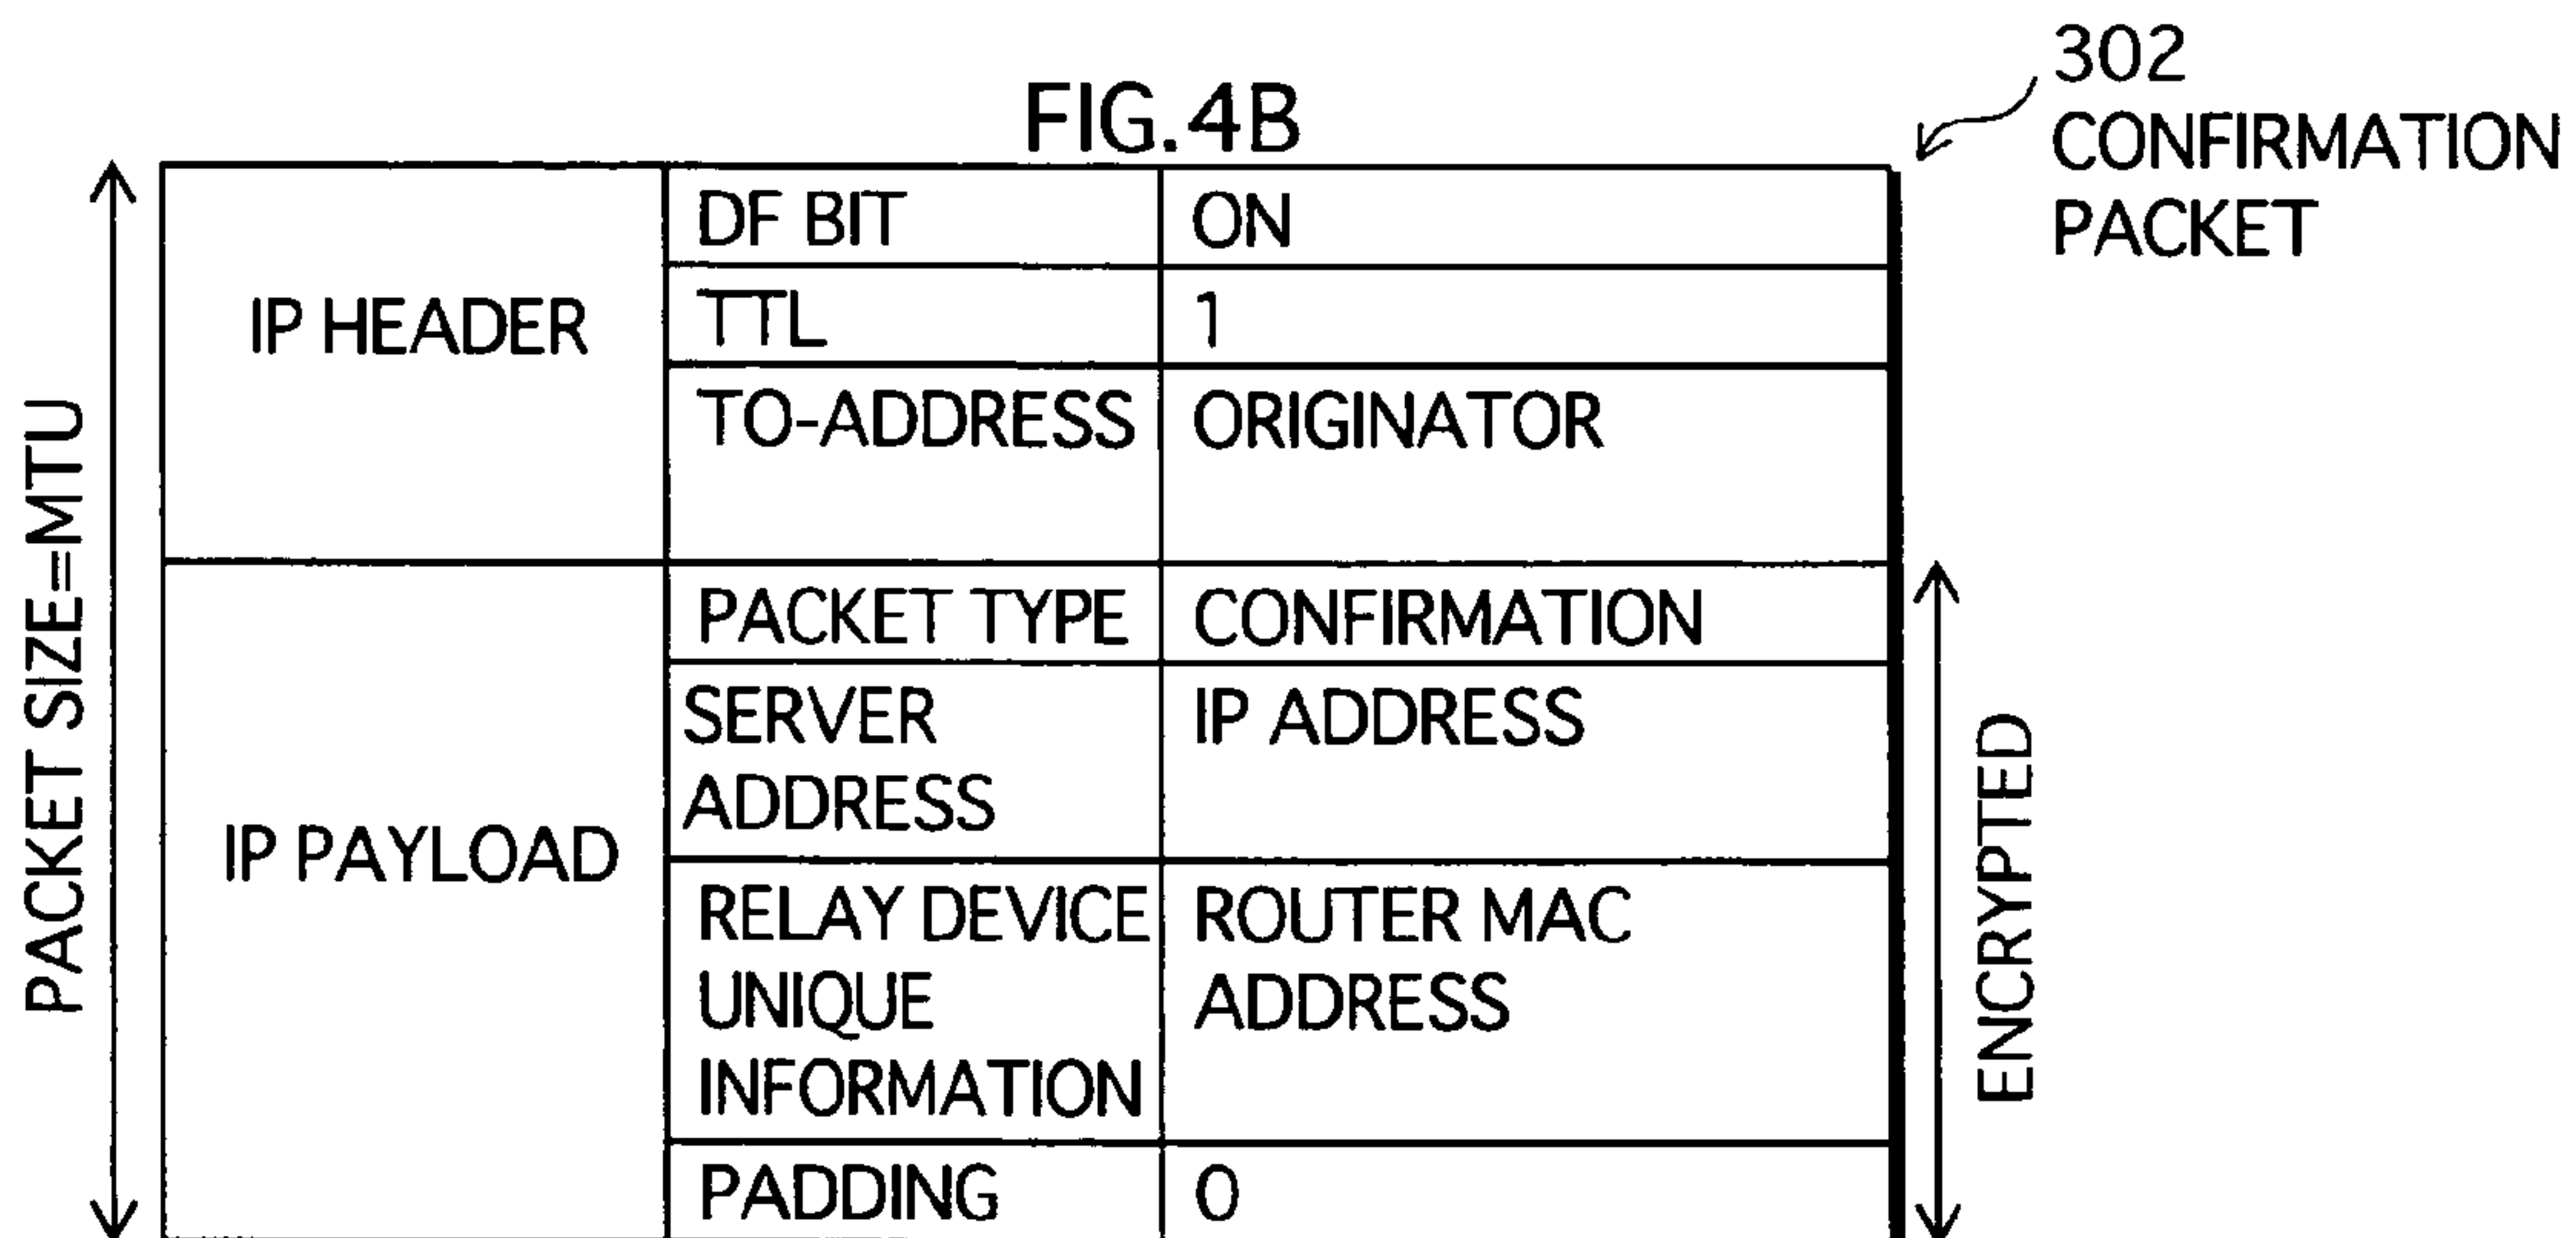 FIG.4B
302
CONFIRMATION
PACKET
PACKET SIZE=MTU
IP HEADER
DF BIT
ON
TTL
1
TO-ADDRESS
ORIGINATOR
IP PAYLOAD
PACKET TYPE
CONFIRMATION
SERVER
ADDRESS
IP ADDRESS
RELAY DEVICE
UNIQUE
INFORMATION
ROUTER MAC
ADDRESS
PADDING
0
ENCRYPTED